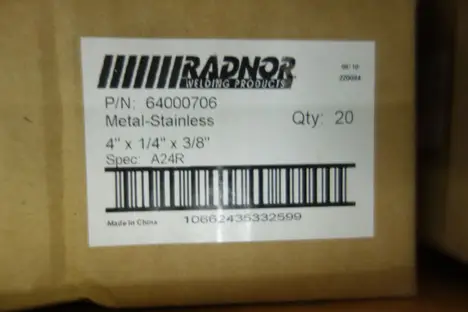 RADNOR
WELDING PRODUCTS
P/N: 64000706
Metal-Stainless
Qty: 20
4" x 1/4" x 3/8"
Spec: A24R
Made in China
10662435332599